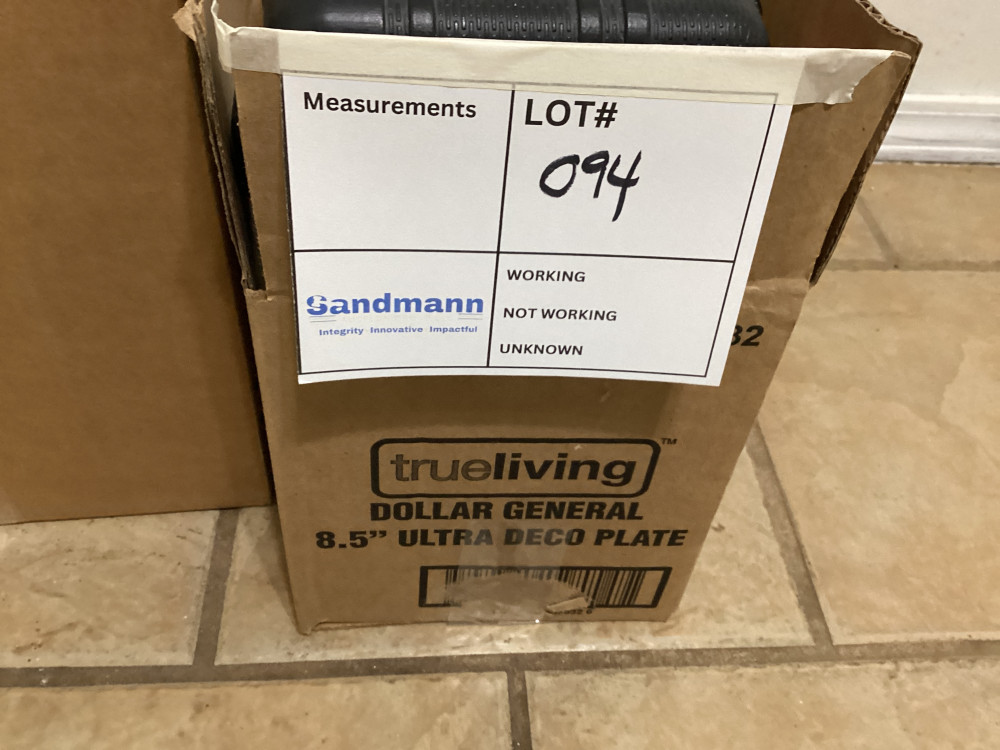 Measurements
LOT#
094
Sandmann
Integrity Innovative Impactful
WORKING
NOT WORKING
UNKNOWN
32
trueliving™
DOLLAR GENERAL
8.5” ULTRA DECO PLATE